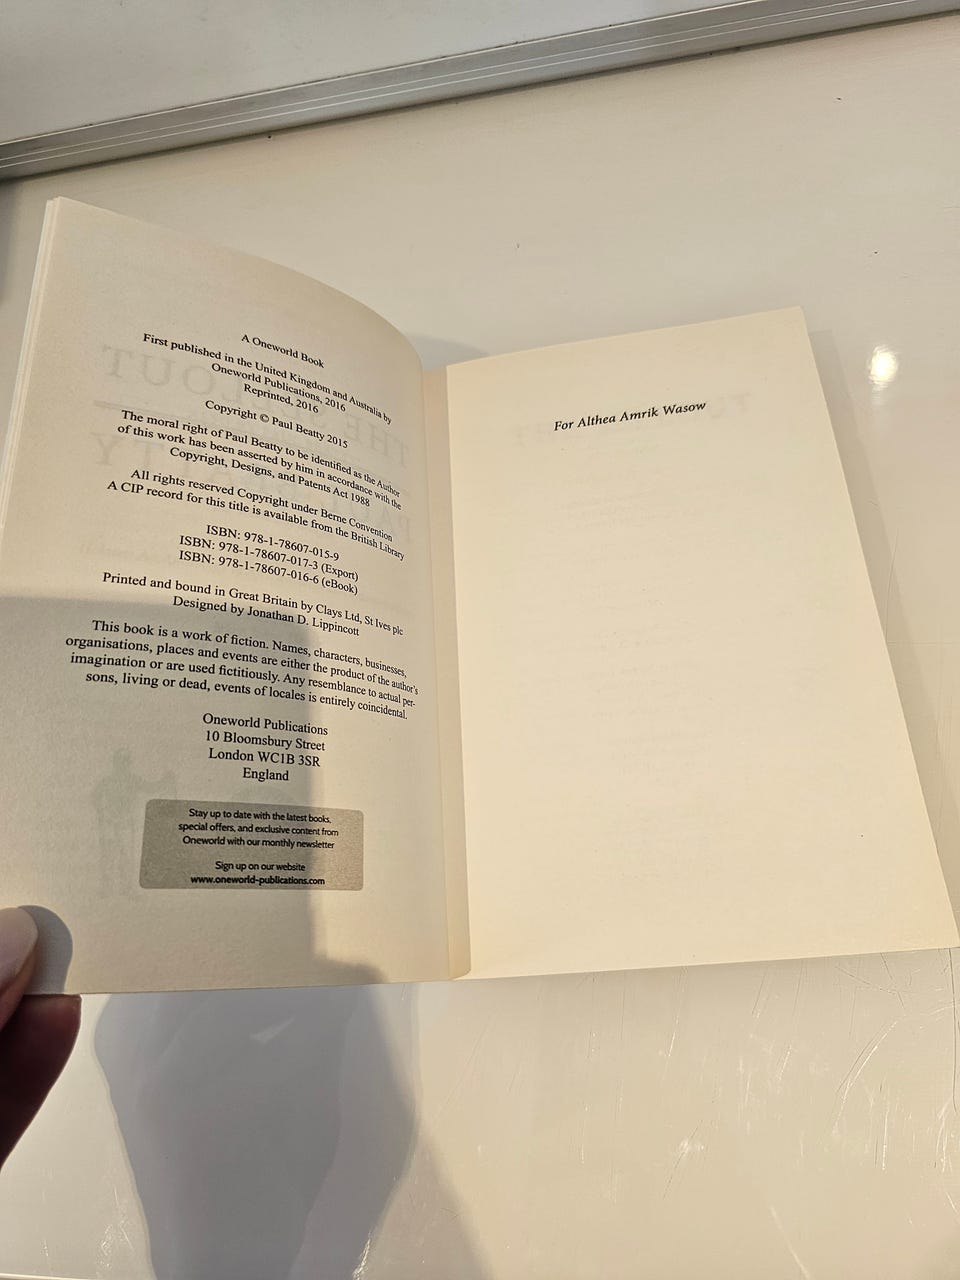 A Oneworld Book
First published in the United Kingdom and Australia by
Oneworld Publications, 2016
Reprinted, 2016
Copyright © Paul Beatty 2015
The moral right of Paul Beatty to be identified as the Author
of this work has been asserted by him in accordance with the
Copyright, Designs, and Patents Act 1988
All rights reserved Copyright under Berne Convention
A CIP record for this title is available from the British Library
ISBN: 978-1-78607-015-9
ISBN: 978-1-78607-017-3 (Export)
ISBN: 978-1-78607-016-6 (eBook)
Printed and bound in Great Britain by Clays Ltd, St Ives plc
Designed by Jonathan D. Lippincott
This book is a work of fiction. Names, characters, businesses,
organisations, places and events are either the product of the author's
imagination or are used fictitiously. Any resemblance to actual per-
sons, living or dead, events of locales is entirely coincidental.
Oneworld Publications
10 Bloomsbury Street
London WC1B 3SR
England
Stay up to date with the latest books,
special offers, and exclusive content from
Oneworld with our monthly newsletter
Sign up on our website
www.oneworld-publications.com
For Althea Amrik Wasow